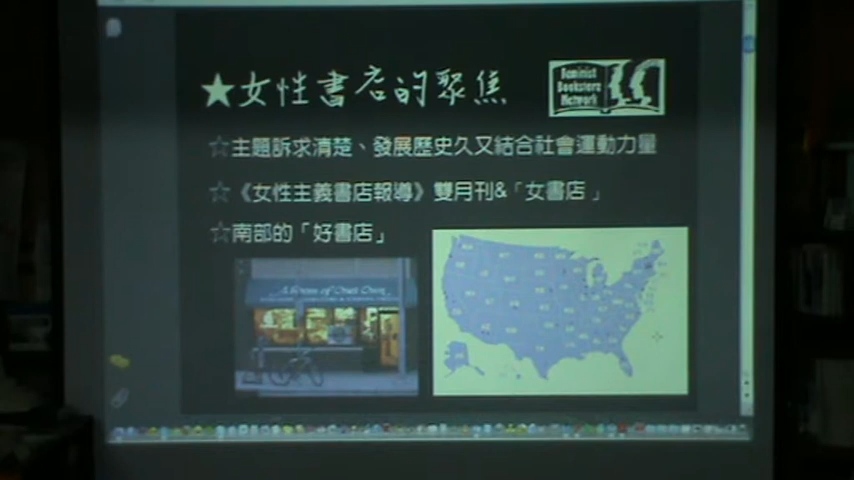 ★女性書店的聚焦
Feminist
Bookstore
Network
☆主題訴求清楚、發展歷史久又結合社會運動力量
☆《女性主義書店報導》雙月刊&「女書店」
☆南部的「好書店」
A Room of One's Own